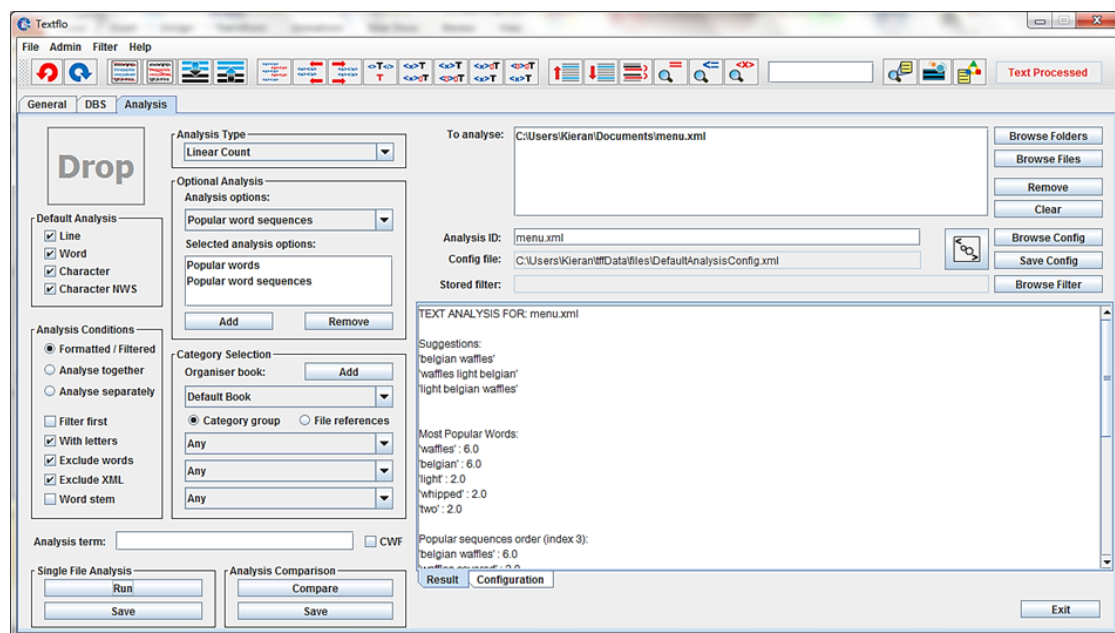 Textflo
File Admin Filter Help
Text Processed
General DBS Analysis
Drop
Default Analysis
Line
Word
Character
Character NWS
Analysis Conditions
Formatted / Filtered
Analyse together
Analyse separately
Filter first
With letters
Exclude words
Exclude XML
Word stem
Analysis Type
Linear Count
Optional Analysis
Analysis options:
Popular word sequences
Selected analysis options:
Popular words
Popular word sequences
Add Remove
Category Selection
Organiser book: Add
Default Book
Category group File references
Any
Any
Any
Analysis term: CWF
Single File Analysis
Run
Save
Analysis Comparison
Compare
Save
To analyse: C:\Users\Kieran\Documents\menu.xml
Browse Folders
Browse Files
Remove
Clear
Analysis ID: menu.xml Browse Config
Config file: C:\Users\Kieran\tffData\files\DefaultAnalysisConfig.xml Save Config
Stored filter: Browse Filter
TEXT ANALYSIS FOR: menu.xml
Suggestions:
'belgian waffles'
'waffles light belgian'
'light belgian waffles'
Most Popular Words:
'waffles' : 6.0
'belgian' : 6.0
'light' : 2.0
'whipped' : 2.0
'two' : 2.0
Popular sequences order (index 3):
'belgian waffles' : 6.0
Result Configuration
Exit